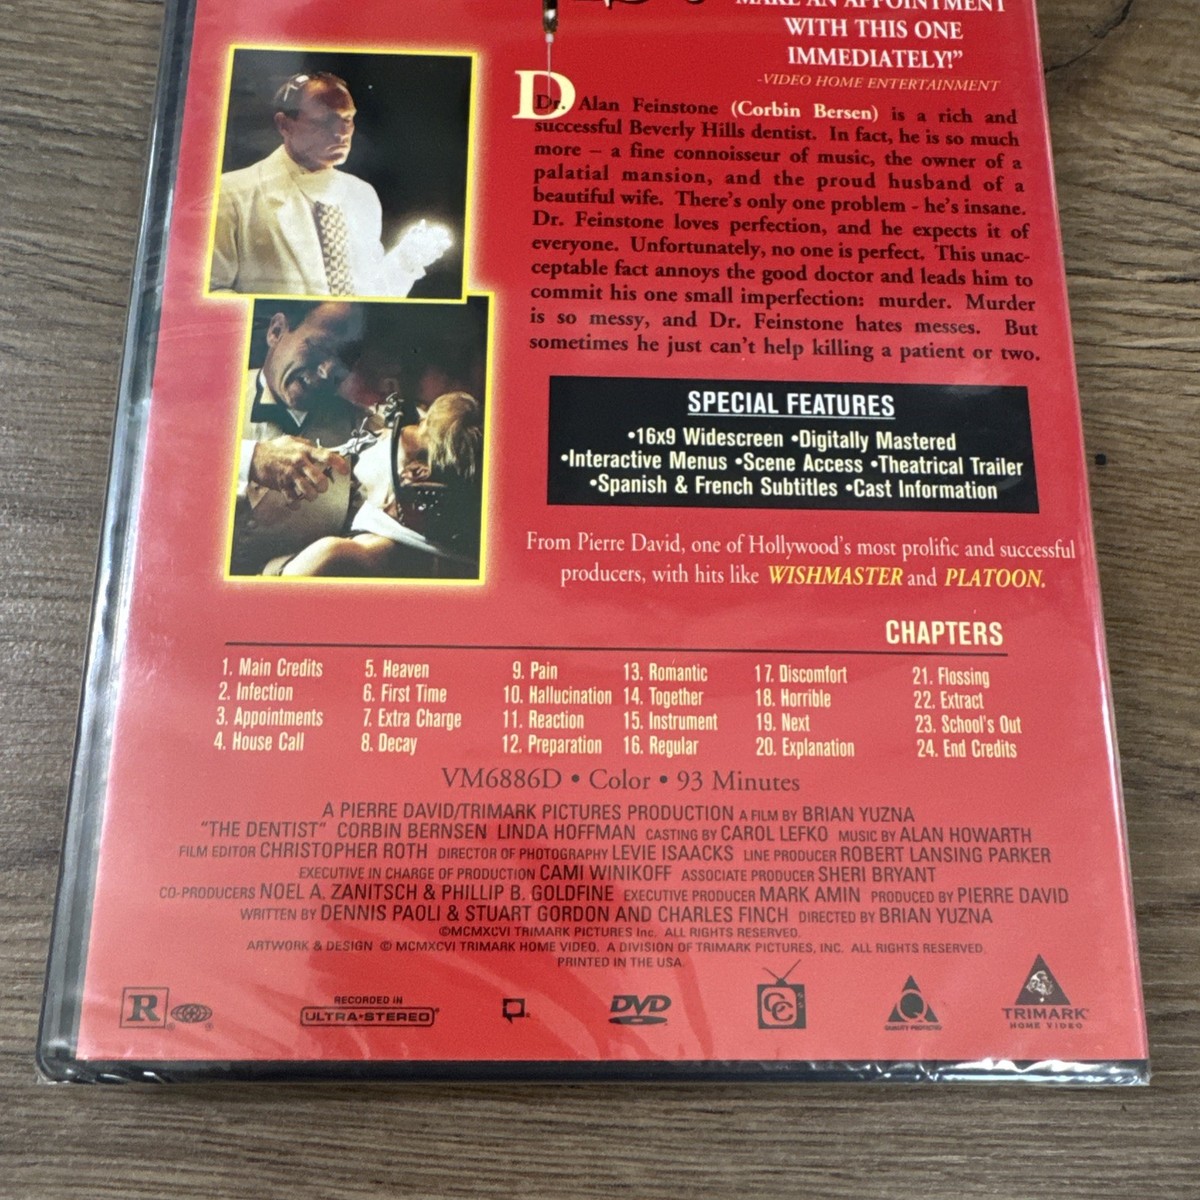 MAKE AN APPOINTMENT
WITH THIS ONE
IMMEDIATELY!”
-VIDEO HOME ENTERTAINMENT
Dr. Alan Feinstone (Corbin Bersen) is a rich and
successful Beverly Hills dentist. In fact, he is so much
more – a fine connoisseur of music, the owner of a
palatial mansion, and the proud husband of a
beautiful wife. There's only one problem - he's insane.
Dr. Feinstone loves perfection, and he expects it of
everyone. Unfortunately, no one is perfect. This unac-
ceptable fact annoys the good doctor and leads him to
commit his one small imperfection: murder. Murder
is so messy, and Dr. Feinstone hates messes. But
sometimes he just can't help killing a patient or two.
SPECIAL FEATURES
•16x9 Widescreen •Digitally Mastered
•Interactive Menus •Scene Access •Theatrical Trailer
•Spanish & French Subtitles •Cast Information
From Pierre David, one of Hollywood's most prolific and successful
producers, with hits like WISHMASTER and PLATOON.
CHAPTERS
1. Main Credits
2. Infection
3. Appointments
4. House Call
5. Heaven
6. First Time
7. Extra Charge
8. Decay
9. Pain
10. Hallucination
11. Reaction
12. Preparation
13. Romantic
14. Together
15. Instrument
16. Regular
17. Discomfort
18. Horrible
19. Next
20. Explanation
21. Flossing
22. Extract
23. School's Out
24. End Credits
VM6886D • Color • 93 Minutes
A PIERRE DAVID/TRIMARK PICTURES PRODUCTION A FILM BY BRIAN YUZNA
“THE DENTIST” CORBIN BERNSEN LINDA HOFFMAN CASTING BY CAROL LEFKO MUSIC BY ALAN HOWARTH
FILM EDITOR CHRISTOPHER ROTH DIRECTOR OF PHOTOGRAPHY LEVIE ISAACKS LINE PRODUCER ROBERT LANSING PARKER
EXECUTIVE IN CHARGE OF PRODUCTION CAMI WINIKOFF ASSOCIATE PRODUCER SHERI BRYANT
CO-PRODUCERS NOEL A. ZANITSCH & PHILLIP B. GOLDFINE EXECUTIVE PRODUCER MARK AMIN PRODUCED BY PIERRE DAVID
WRITTEN BY DENNIS PAOLI & STUART GORDON AND CHARLES FINCH DIRECTED BY BRIAN YUZNA
©MCMXCVI TRIMARK PICTURES Inc. ALL RIGHTS RESERVED.
ARTWORK & DESIGN © MCMXCVI TRIMARK HOME VIDEO. A DIVISION OF TRIMARK PICTURES, INC. ALL RIGHTS RESERVED.
PRINTED IN THE USA.
R
RECORDED IN
ULTRA-STEREO
DVD
CC
QUALITY PROTECTED
TRIMARK
HOME VIDEO